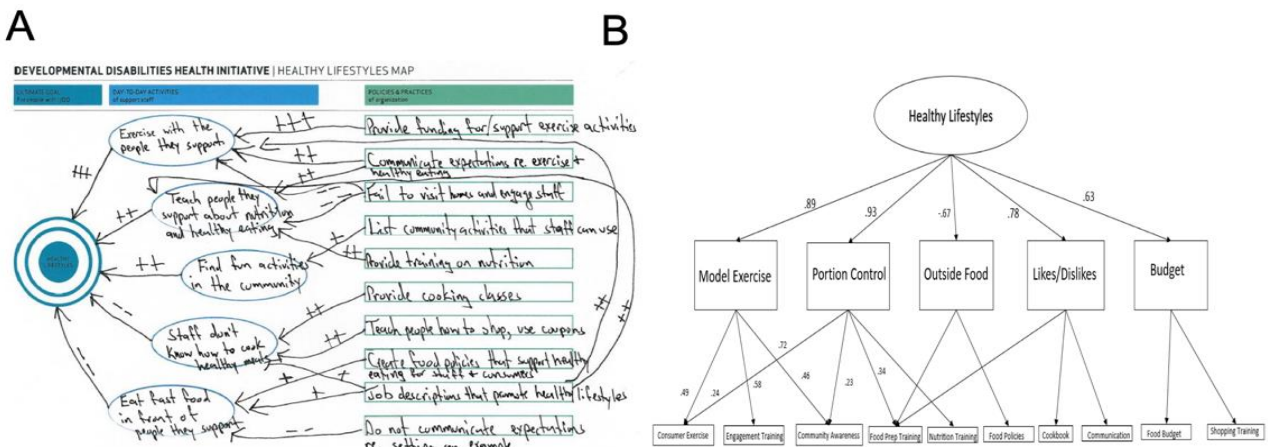 A
B
DEVELOPMENTAL DISABILITIES HEALTH INITIATIVE | HEALTHY LIFESTYLES MAP
ULTIMATE GOAL
DAY-TO-DAY ACTIVITIES
of support staff
POLICIES & PRACTICES
of organization
Exercise with the
people they support
+++
Provide funding for/support exercise activities
++
Communicate expectations re. exercise +
healthy eating
+++
++
Teach people they
support about nutrition
and healthy eating
++
--
Fail to visit homes and engage staff
+
List community activities that staff can use
HEALTHY
LIFESTYLES
++
Find fun activities
in the community
++
Provide training on nutrition
Provide cooking classes
++
--
Staff don't
know how to cook
healthy meals
++
Teach people how to shop, use coupons
Create food policies that support healthy
eating for staff & consumers
+
+
Job descriptions that promote healthy lifestyles
++
++
--
Eat fast food
in front of
people they support
--
Do not communicate expectations
re. setting an example
Healthy Lifestyles
.89
.93
-.67
.78
.63
Model Exercise
Portion Control
Outside Food
Likes/Dislikes
Budget
.72
.49
.24
.58
.46
.23
.34
Consumer Exercise
Engagement Training
Community Awareness
Food Prep Training
Nutrition Training
Food Policies
Cookbook
Communication
Food Budget
Shopping Training